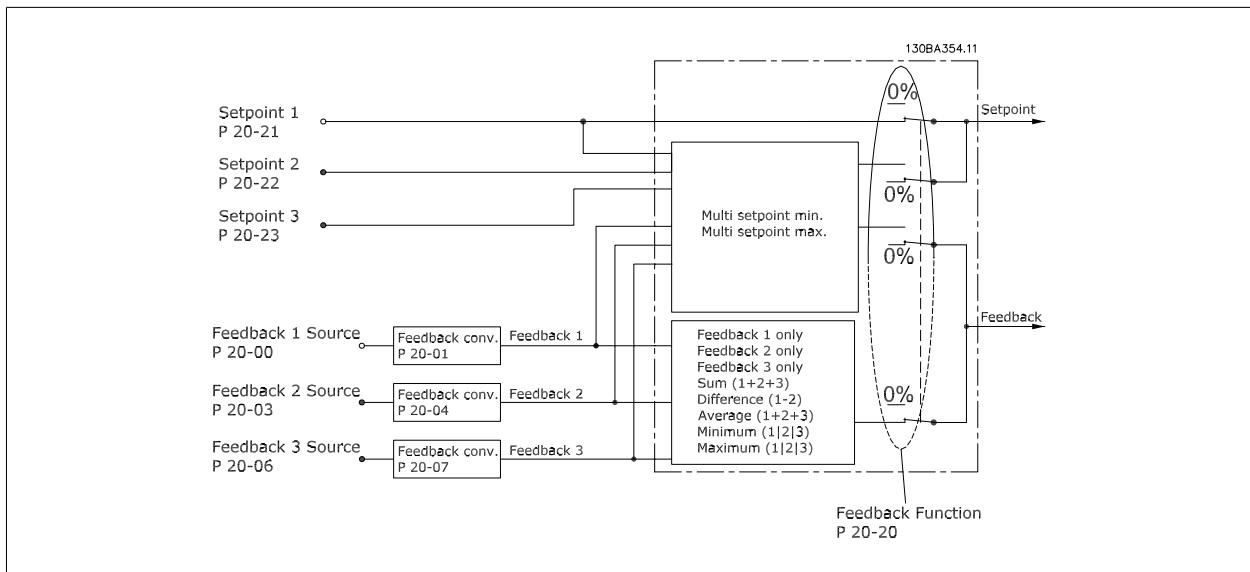 130BA354.11
0%
Setpoint 1
P 20-21
Setpoint
Setpoint 2
P 20-22
0%
Setpoint 3
P 20-23
Multi setpoint min.
Multi setpoint max.
0%
Feedback 1 Source
P 20-00
Feedback conv.
P 20-01
Feedback 1
Feedback
Feedback 2 Source
P 20-03
Feedback conv.
P 20-04
Feedback 2
Feedback 3 Source
P 20-06
Feedback conv.
P 20-07
Feedback 3
Feedback 1 only
Feedback 2 only
Feedback 3 only
Sum (1+2+3)
Difference (1-2)
Average (1+2+3)
Minimum (1|2|3)
Maximum (1|2|3)
0%
Feedback Function
P 20-20